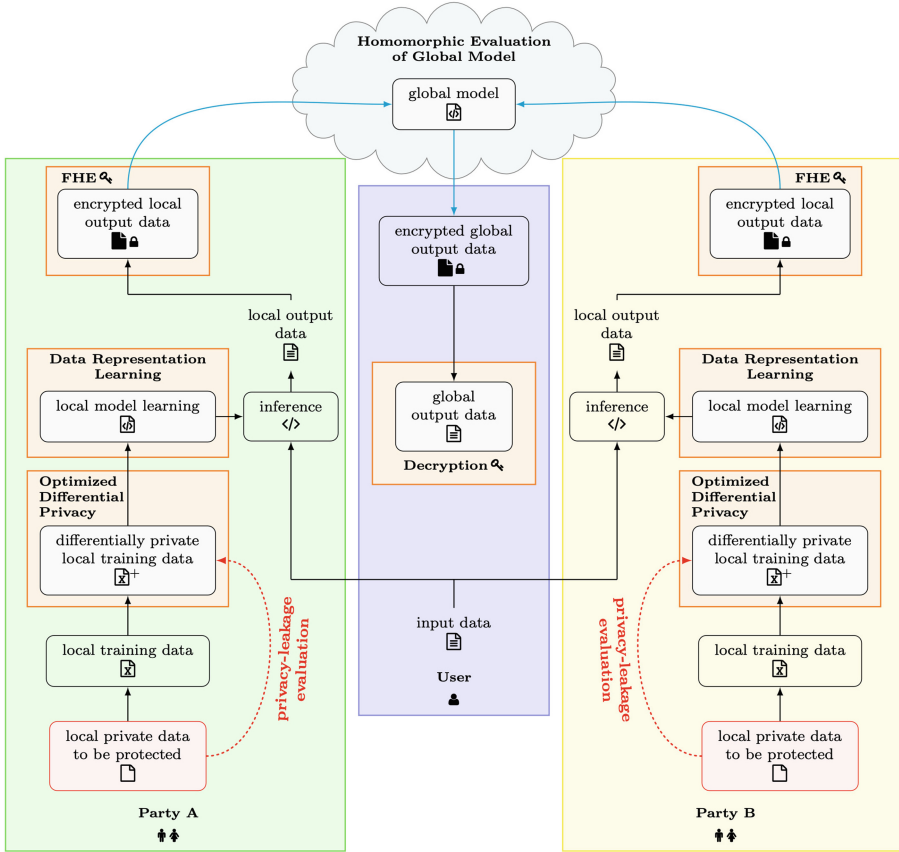 Homomorphic Evaluation
of Global Model
global model
FHE
encrypted local
output data
local output
data
Data Representation
Learning
local model learning
inference
</>
Optimized
Differential
Privacy
differentially private
local training data
X+
local training data
X
local private data
to be protected
privacy-leakage
evaluation
Party A
encrypted global
output data
global
output data
Decryption
input data
User
FHE
encrypted local
output data
local output
data
Data Representation
Learning
inference
</>
local model learning
Optimized
Differential
Privacy
differentially private
local training data
X+
local training data
X
local private data
to be protected
privacy-leakage
evaluation
Party B